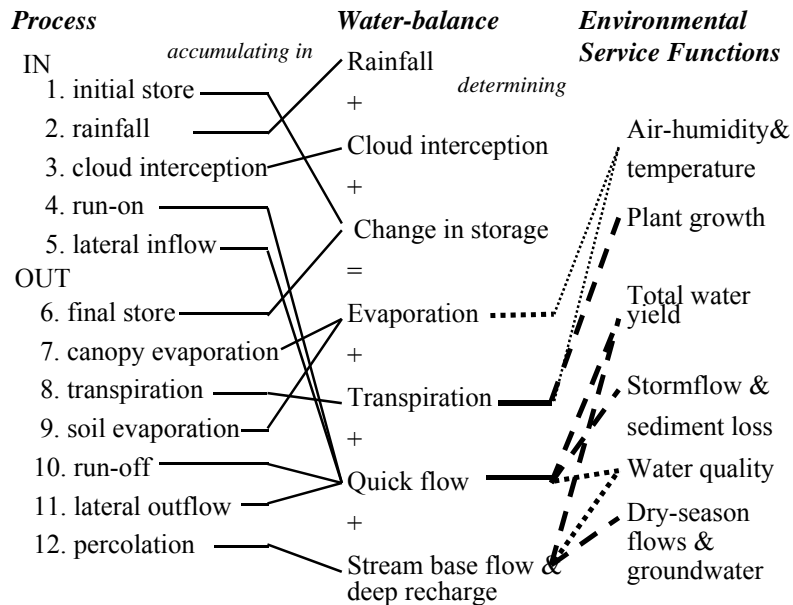 Process
accumulating in
IN
1. initial store
2. rainfall
3. cloud interception
4. run-on
5. lateral inflow
OUT
6. final store
7. canopy evaporation
8. transpiration
9. soil evaporation
10. run-off
11. lateral outflow
12. percolation
Water-balance
determining
Rainfall
+
Cloud interception
+
Change in storage
=
Evaporation
+
Transpiration
+
Quick flow
+
Stream base flow &
deep recharge
Environmental
Service Functions
Air-humidity&
temperature
Plant growth
Total water
yield
Stormflow &
sediment loss
Water quality
Dry-season
flows &
groundwater